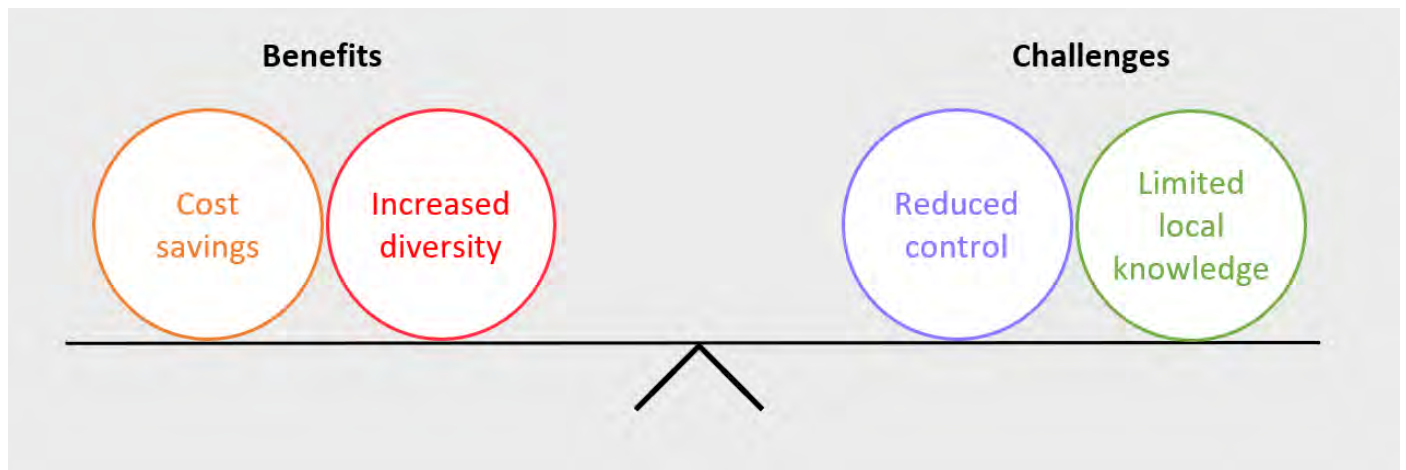 Benefits
Challenges
Cost
savings
Increased
diversity
Reduced
control
Limited
local
knowledge